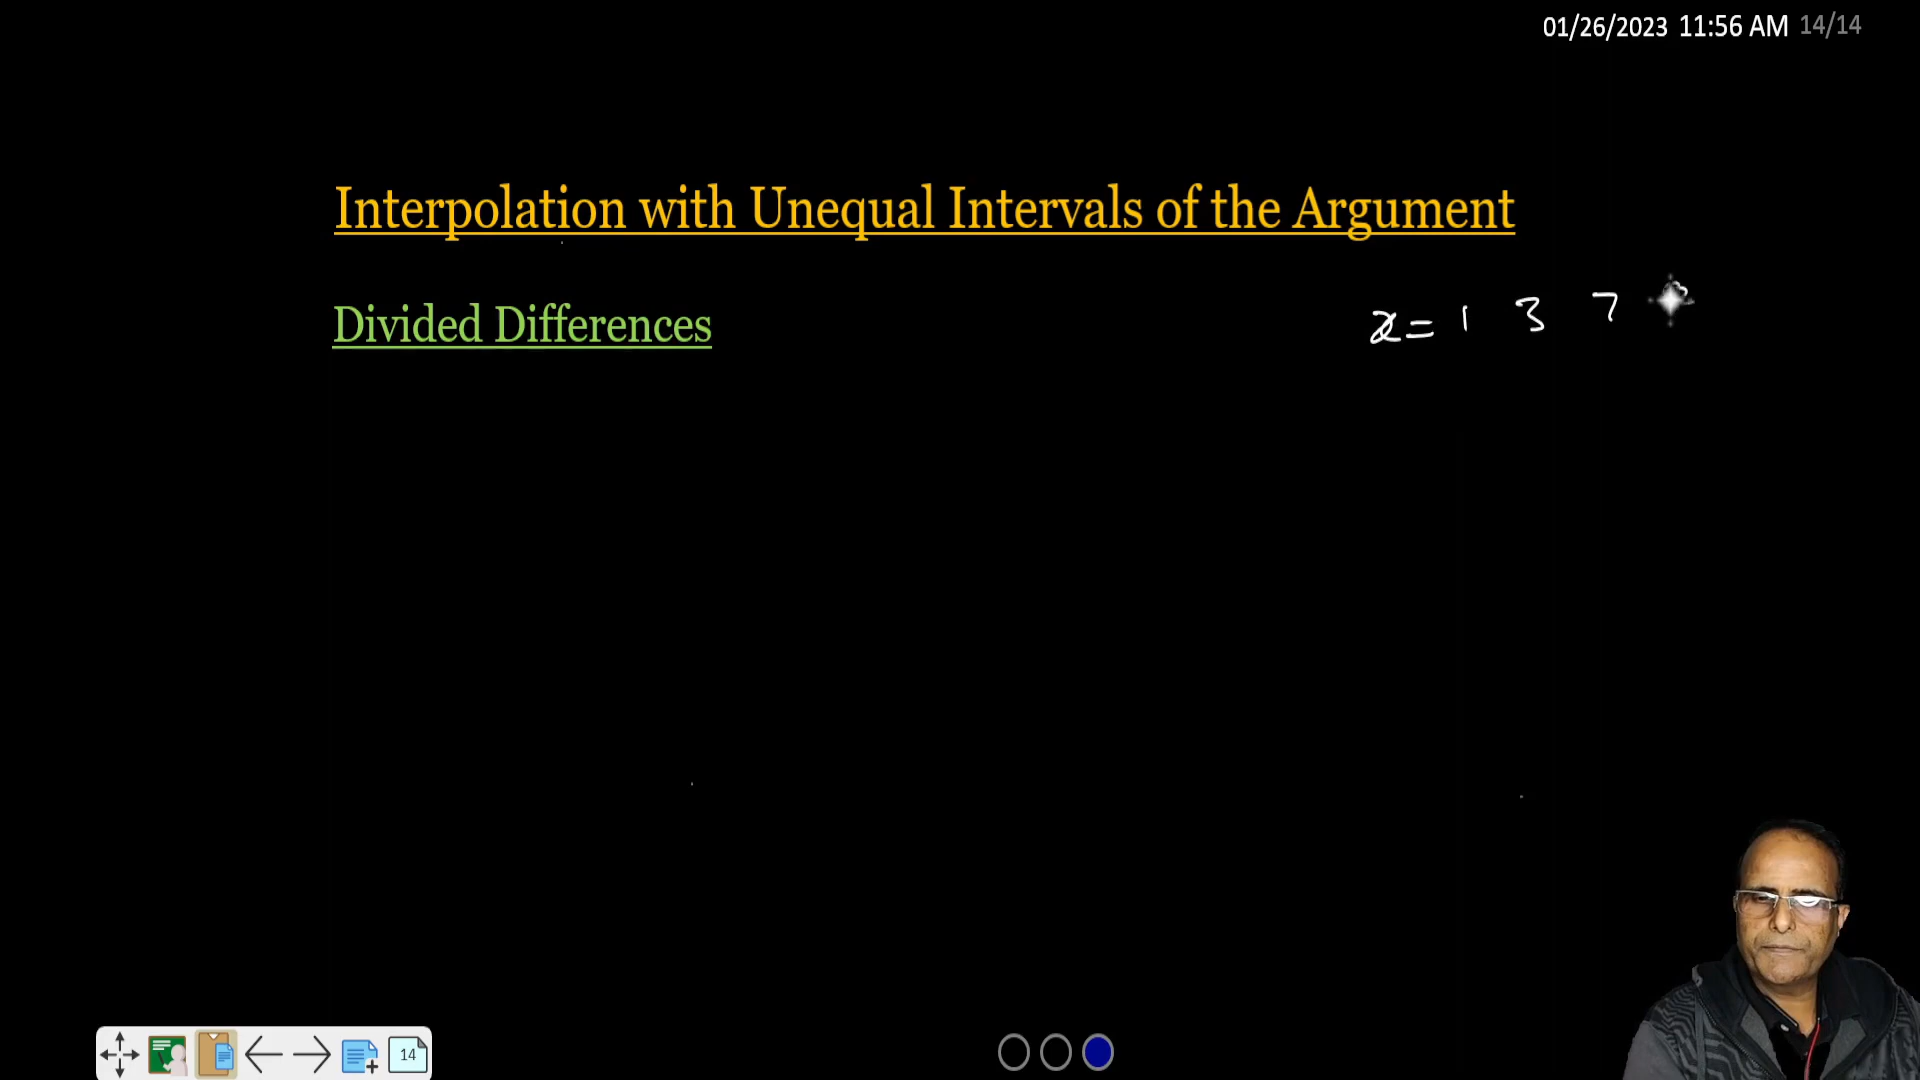 01/26/2023 11:56 AM 14/14
Interpolation with Unequal Intervals of the Argument
Divided Differences
x = 1 3 7
14